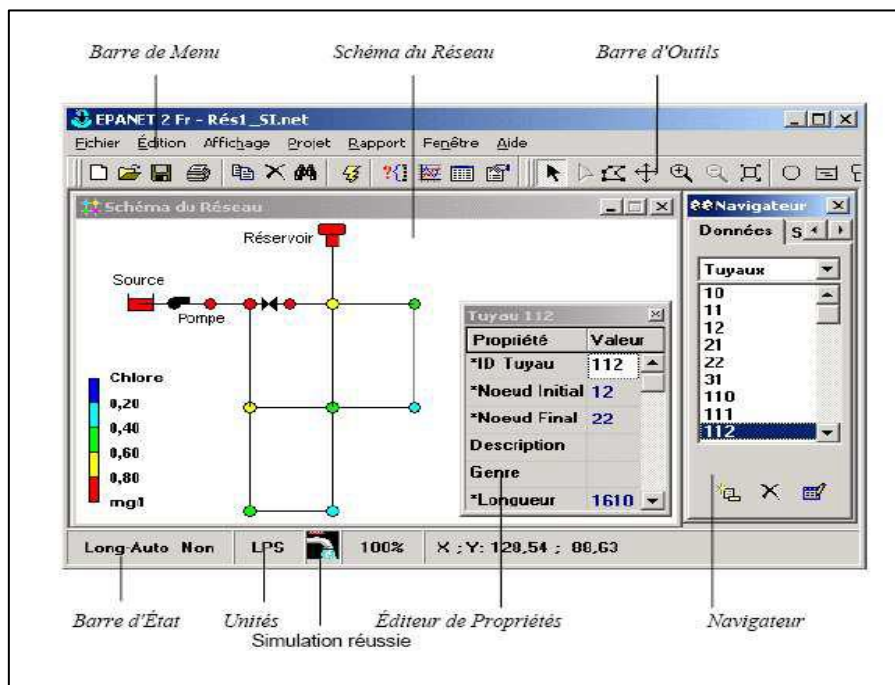 Barre de Menu Schéma du Réseau Barre d'Outils
EPANET 2 Fr - Rés1_SI.net
Fichier Édition Affichage Projet Rapport Fenêtre Aide
Schéma du Réseau
Réservoir
Source
Pompe
Chlore
0,20
0,40
0,60
0,80
mg/l
Tuyau 112
Propriété Valeur
*ID Tuyau 112
*Noeud Initial 12
*Noeud Final 22
Description
Genre
*Longueur 1610
Navigateur
Données S
Tuyaux
10
11
12
21
22
31
110
111
112
Long-Auto Non LPS 100% X ; Y: 128,54 ; 88,63
Barre d'État Unités Éditeur de Propriétés Navigateur
Simulation réussie